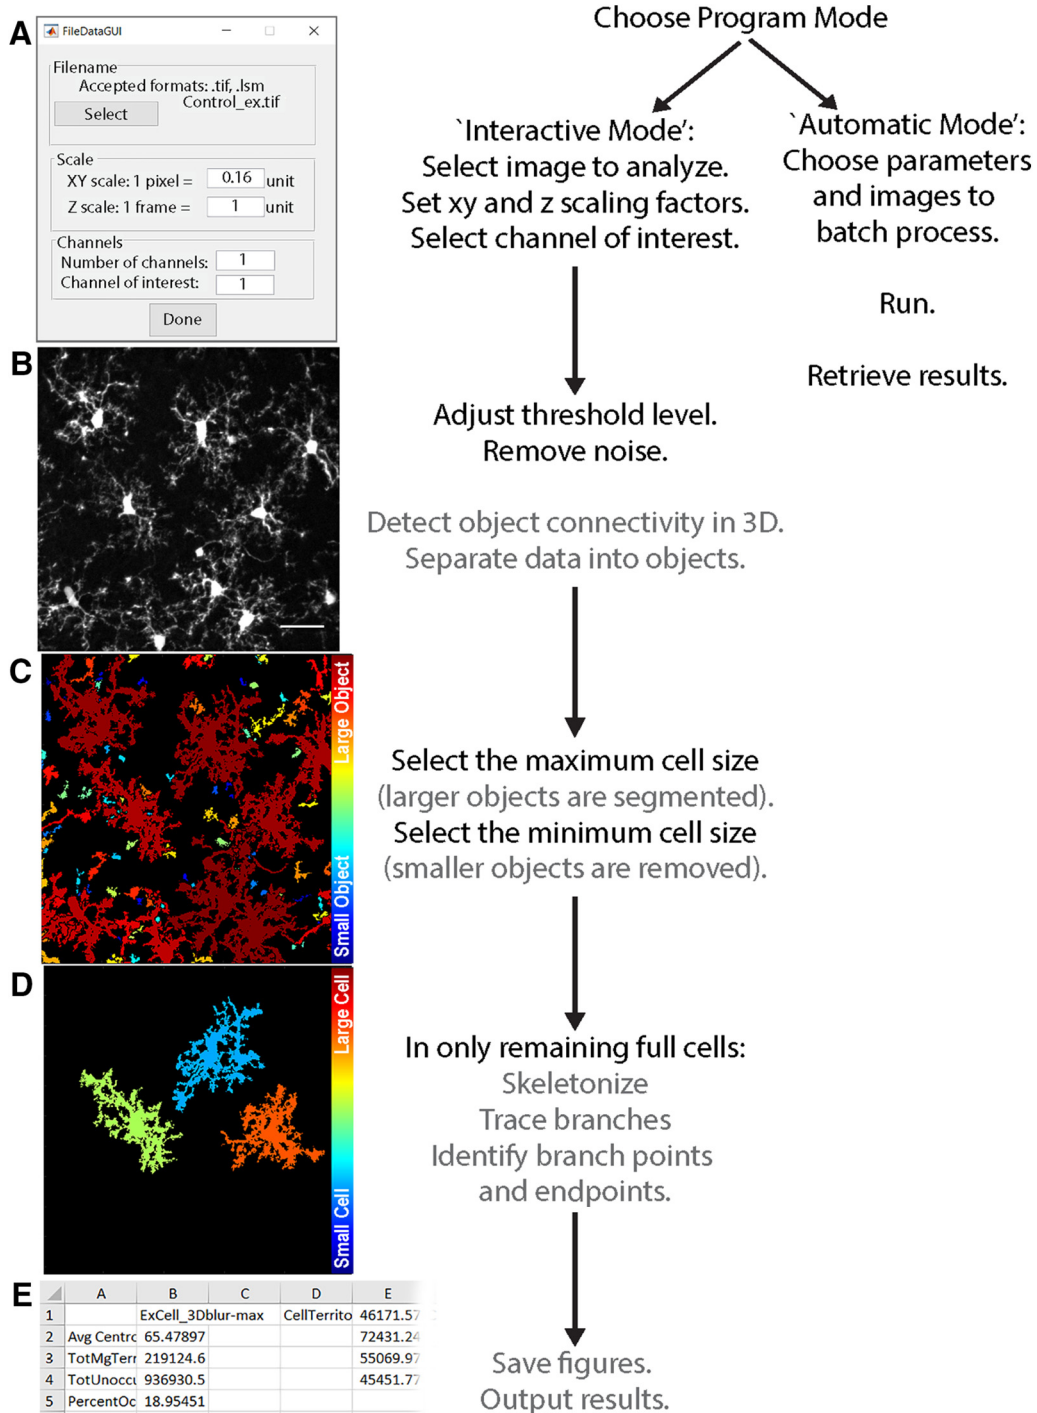 A
FileDataGUI
Filename
Accepted formats: .tif, .lsm
Control_ex.tif
Select
Scale
XY scale: 1 pixel = 0.16 unit
Z scale: 1 frame = 1 unit
Channels
Number of channels: 1
Channel of interest: 1
Done
Choose Program Mode
`Interactive Mode’:
Select image to analyze.
Set xy and z scaling factors.
Select channel of interest.
`Automatic Mode’:
Choose parameters
and images to
batch process.
Run.
Retrieve results.
B
Adjust threshold level.
Remove noise.
Detect object connectivity in 3D.
Separate data into objects.
C
Large Object
Small Object
Select the maximum cell size
(larger objects are segmented).
Select the minimum cell size
(smaller objects are removed).
D
Large Cell
Small Cell
In only remaining full cells:
Skeletonize
Trace branches
Identify branch points
and endpoints.
E
A B C D E
1 ExCell_3Dblur-max CellTerrito 46171.57
2 Avg Centro 65.47897 72431.24
3 TotMgTerr 219124.6 55069.97
4 TotUnoccu 936930.5 45451.77
5 PercentOc 18.95451
Save figures.
Output results.